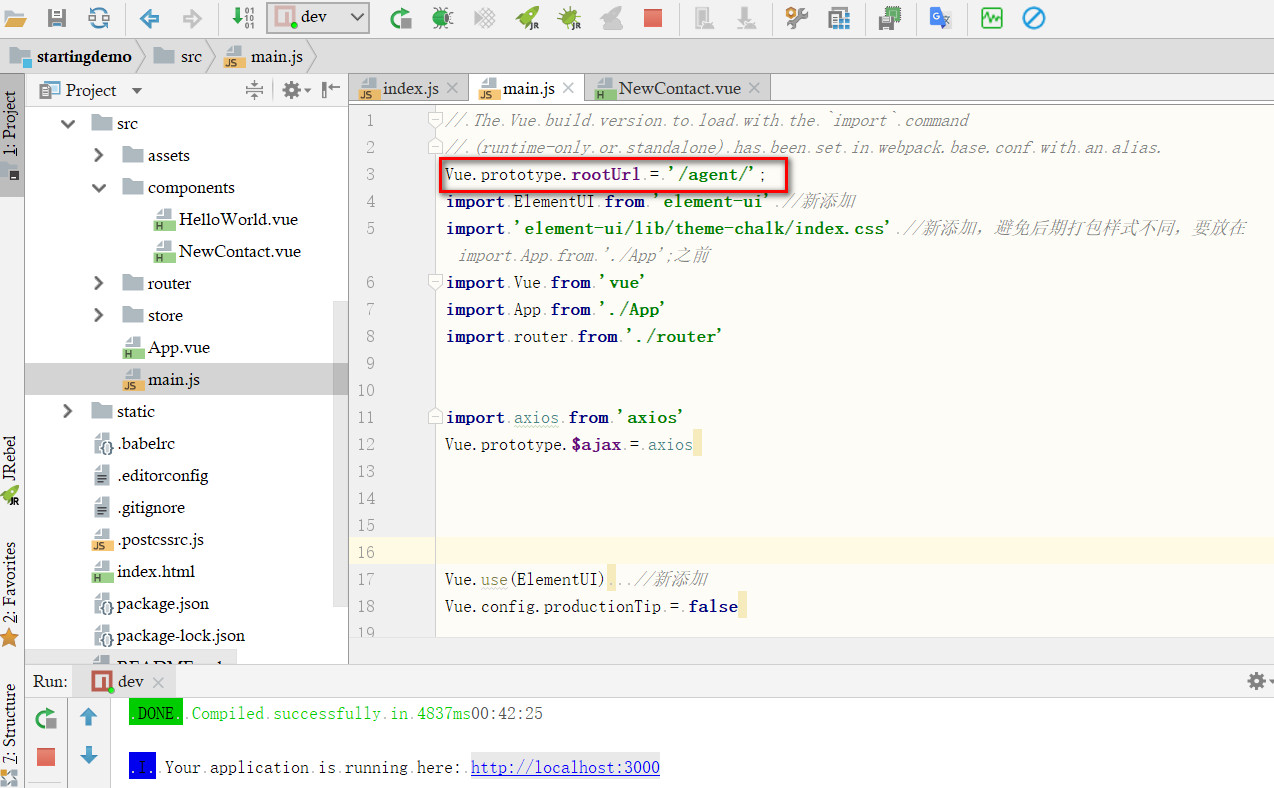 dev
startingdemo
src
main.js
1: Project
JRebel
2: Favorites
7: Structure
Project
src
assets
components
HelloWorld.vue
NewContact.vue
router
store
App.vue
main.js
static
.babelrc
.editorconfig
.gitignore
.postcssrc.js
index.html
package.json
package-lock.json
index.js
main.js
NewContact.vue
1 // The Vue build version to load with the `import` command
2 // (runtime-only or standalone) has been set in webpack.base.conf with an alias.
3 Vue.prototype.rootUrl = '/agent/';
4 import ElementUI from 'element-ui' //新添加
5 import 'element-ui/lib/theme-chalk/index.css' //新添加，避免后期打包样式不同，要放在
import App from './App';之前
6 import Vue from 'vue'
7 import App from './App'
8 import router from './router'
9
10
11 import axios from 'axios'
12 Vue.prototype.$ajax = axios
13
14
15
16
17 Vue.use(ElementUI)   //新添加
18 Vue.config.productionTip = false
19
Run:
dev
DONE  Compiled successfully in 4837ms00:42:25
I  Your application is running here: http://localhost:3000